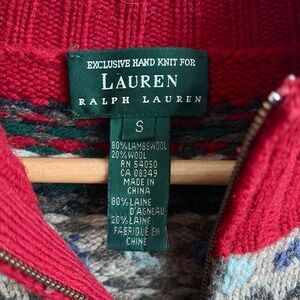 EXCLUSIVE HAND KNIT FOR
LAUREN
RALPH LAUREN
S
80%LAMBSWOOL
20%WOOL
RN 54050
CA 08349
MADE IN
CHINA
80%LAINE
D'AGNEAU
20%LAINE
FABRIQUÉ EN
CHINE